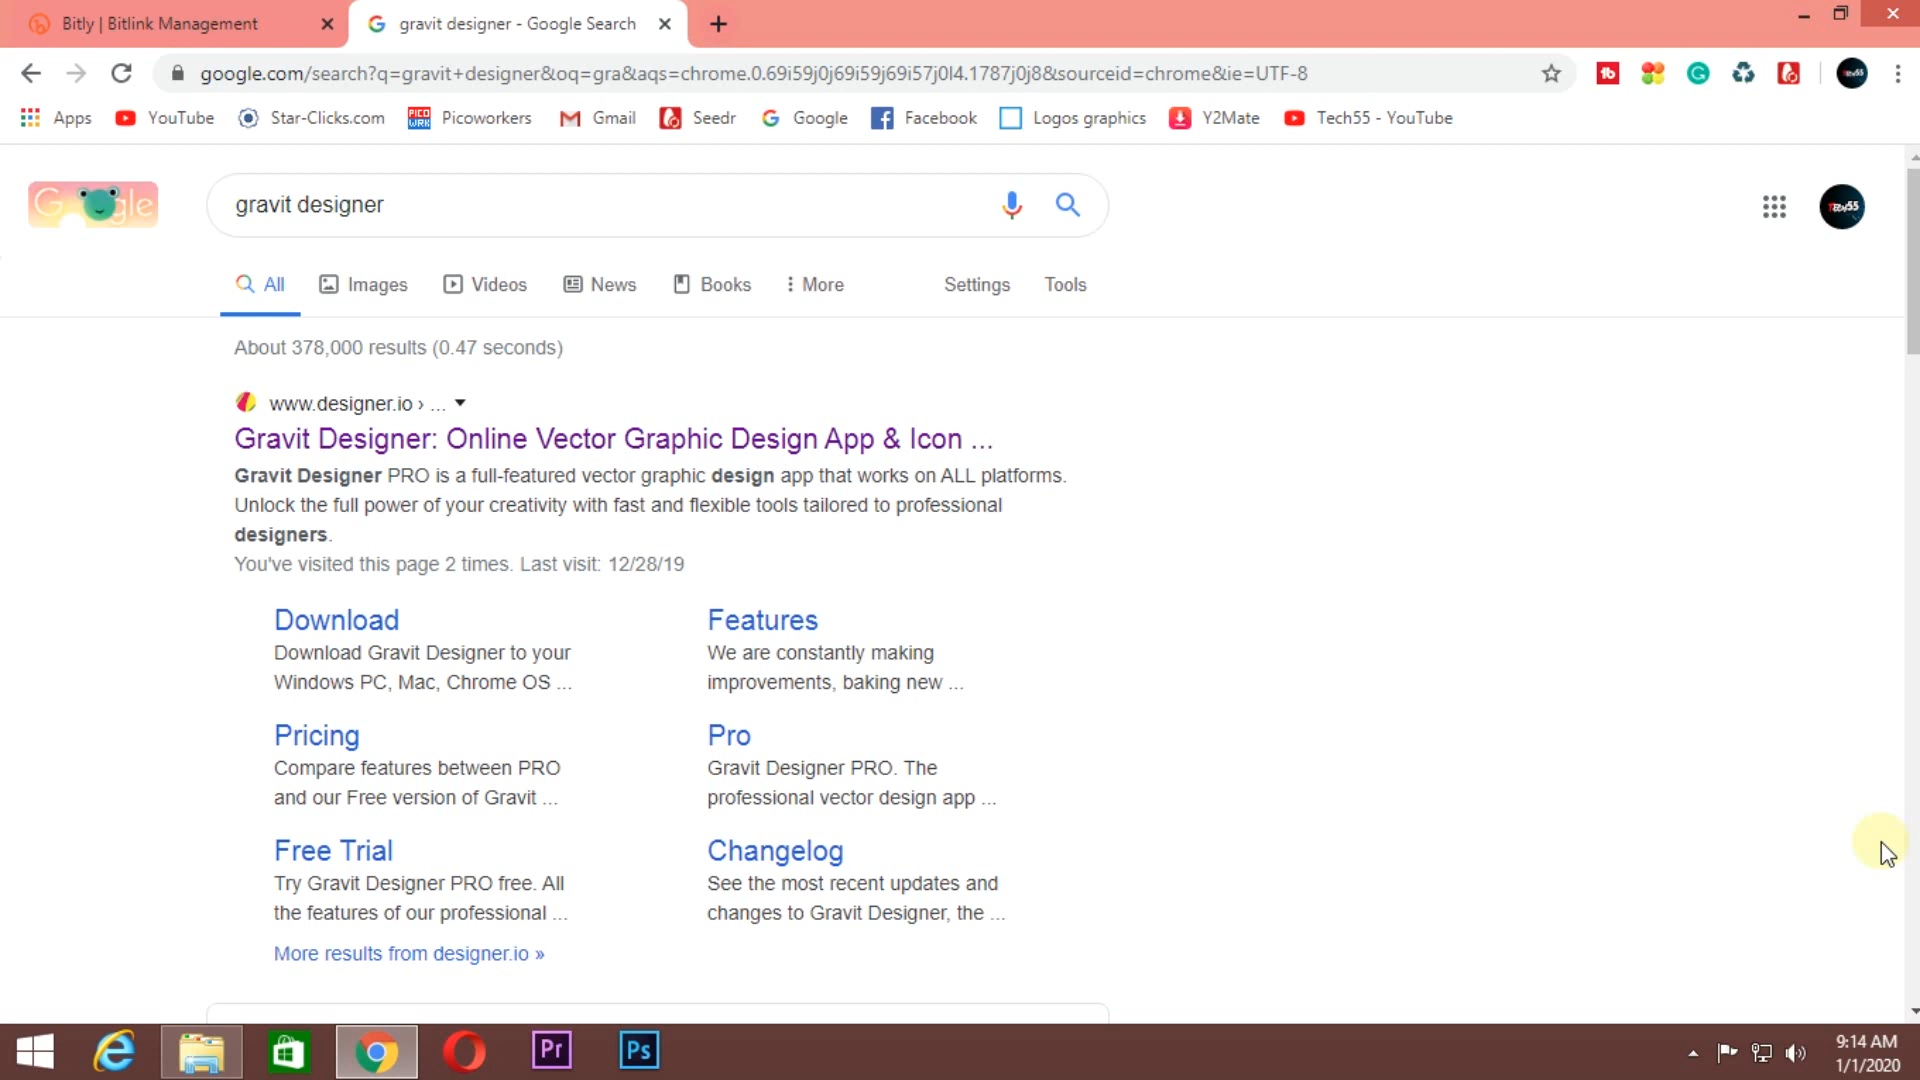 Bitly | Bitlink Management
gravit designer - Google Search
google.com/search?q=gravit+designer&oq=gra&aqs=chrome.0.69i59j0j69i59j69i57j0l4.1787j0j8&sourceid=chrome&ie=UTF-8
Apps
YouTube
Star-Clicks.com
PICO WRK
Picoworkers
Gmail
Seedr
Google
Facebook
Logos graphics
Y2Mate
Tech55 - YouTube
Google
gravit designer
TECH55
All
Images
Videos
News
Books
More
Settings
Tools
About 378,000 results (0.47 seconds)
www.designer.io › ...
Gravit Designer: Online Vector Graphic Design App & Icon ...
Gravit Designer PRO is a full-featured vector graphic design app that works on ALL platforms.
Unlock the full power of your creativity with fast and flexible tools tailored to professional
designers.
You've visited this page 2 times. Last visit: 12/28/19
Download
Download Gravit Designer to your
Windows PC, Mac, Chrome OS ...
Features
We are constantly making
improvements, baking new ...
Pricing
Compare features between PRO
and our Free version of Gravit ...
Pro
Gravit Designer PRO. The
professional vector design app ...
Free Trial
Try Gravit Designer PRO free. All
the features of our professional ...
Changelog
See the most recent updates and
changes to Gravit Designer, the ...
More results from designer.io »
Pr
Ps
9:14 AM
1/1/2020